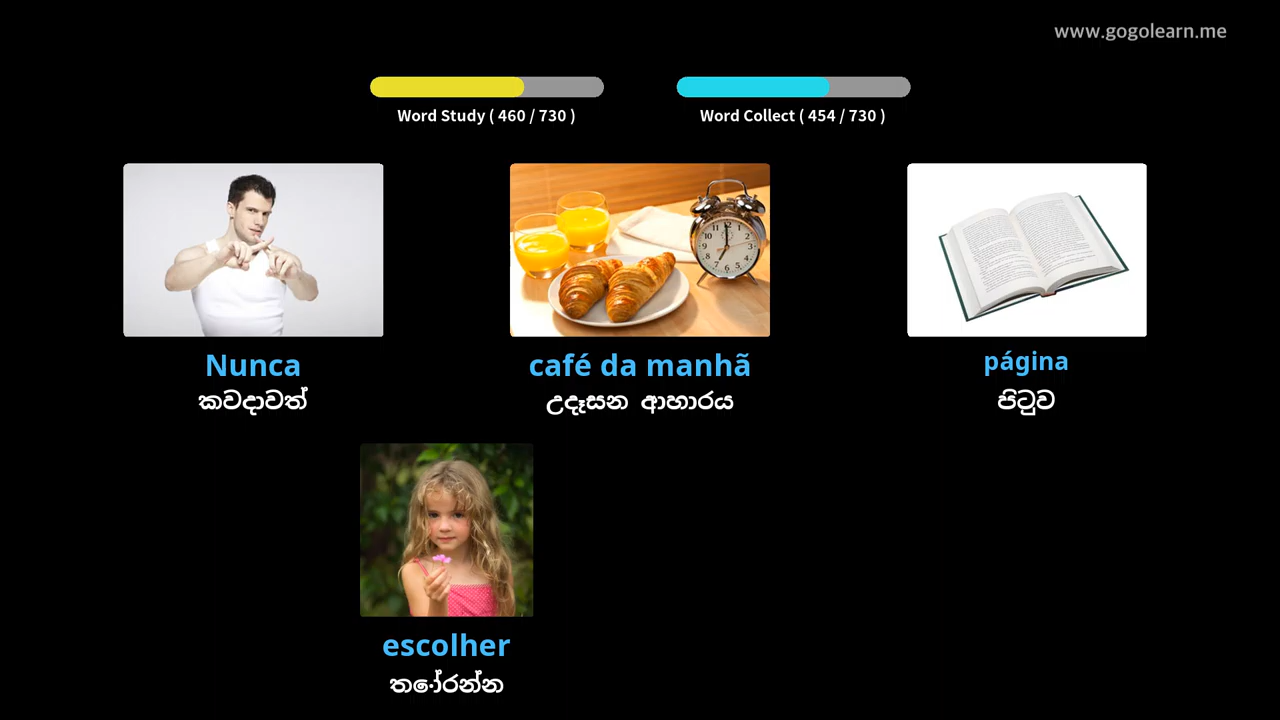 www.gogolearn.me
Word Study ( 460 / 730 )
Word Collect ( 454 / 730 )
Nunca
කවදාවත්
café da manhã
උදෑසන ආහාරය
página
පිටුව
escolher
තෝරන්න